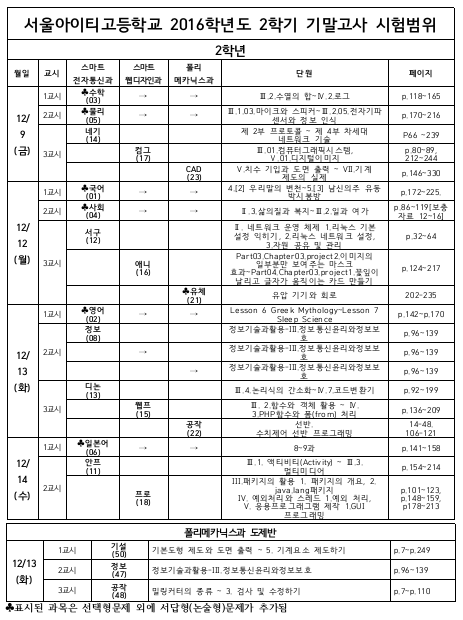 서울아이티고등학교 2016학년도 2학기 기말고사 시험범위
2학년
월일 교시 스마트 전자통신과 스마트 웹디자인과 폴리 메카닉스과 단 원 페이지
12/ 9 (금)
1교시 ♣수학 (03) → → Ⅲ.2.수열의 합~Ⅳ.2.로그 p.118~165
2교시 ♣물리 (05) → → Ⅲ.1.03.마이크와 스피커~Ⅲ.2.05.전자기파 센서와 정보 인식 p.170~216
3교시 네기 (14) 제 2부 프로토콜 ~ 제 4부 차세대 네트워크 기술 P66 ~239
컴그 (17) Ⅲ.01.컴퓨터그래픽시스템, Ⅴ.01.디지털이미지 p.80~89, 212~244
CAD (23) Ⅴ.치수 기입과 도면 출력 ~ Ⅶ.기계 제도의 실제 p.146~330
12/ 12 (월)
1교시 ♣국어 (01) → → 4.[2] 우리말의 변천~5.[3] 남신의주 유동 박시봉방 p.172~225.
2교시 ♣사회 (04) → → Ⅱ.3.삶의질과 복지~Ⅲ.2.일과 여가 p.86~119[보충 자료 12~16]
3교시 서구 (12) Ⅱ. 네트워크 운영 체제 1.리눅스 기본 설정 익히기, 2.리눅스 네트워크 설정, 3.자원 공유 및 관리 p.32~64
애니 (16) Part03.Chapter03.project2.이미지의 일부분만 보여주는 마스크 효과~Part04.Chapter03.project1.꽃잎이 날리고 글자가 움직이는 카드 만들기 p.124~217
♣유체 (21) 유압 기기와 회로 202~235
12/ 13 (화)
1교시 ♣영어 (02) → → Lesson 6 Greek Mythology~Lesson 7 Sleep Science p.142~p.170
2교시 정보 (08) 정보기술과활용-III.정보통신윤리와정보보호 p.96~139
→ 정보기술과활용-III.정보통신윤리와정보보호 p.96~139
→ 정보기술과활용-III.정보통신윤리와정보보호 p.96~139
3교시 디논 (13) Ⅲ.4.논리식의 간소화~Ⅳ.7.코드변환기 p.92~199
웹프 (15) Ⅲ. 2.함수와 객체 활용 ~ Ⅳ. 3.PHP함수와 폼(from) 처리 p.136~209
공작 (22) 선반. 수치제어 선반 프로그래밍 14~48, 106~121
12/ 14 (수)
1교시 ♣일본어 (06) → → 8~9과 p.141~158
2교시 안프 (11) Ⅲ.1. 액티비티(Activity) ~ Ⅲ.3. 멀티미디어 p.154~214
프로 (18) III.패키지의 활용 1. 패키지의 개요, 2. java.lang패키지 Ⅳ. 예외처리와 스레드 1.예외 처리, Ⅴ. 응용프로그램 제작 1.GUI 프로그래밍 p.101~123, p.148~159, p178~213
폴리메카닉스과 도제반
12/13 (화)
1교시 기설 (50) 기본도형 제도와 도면 출력 ~ 5. 기계요소 제도하기 p.7~p.249
2교시 정보 (47) 정보기술과활용-III.정보통신윤리와정보보호 p.96~139
3교시 공작 (48) 밀링커터의 종류 ~ 3. 검사 및 수정하기 p.7~p.110
♣표시된 과목은 선택형문제 외에 서답형(논술형)문제가 추가됨